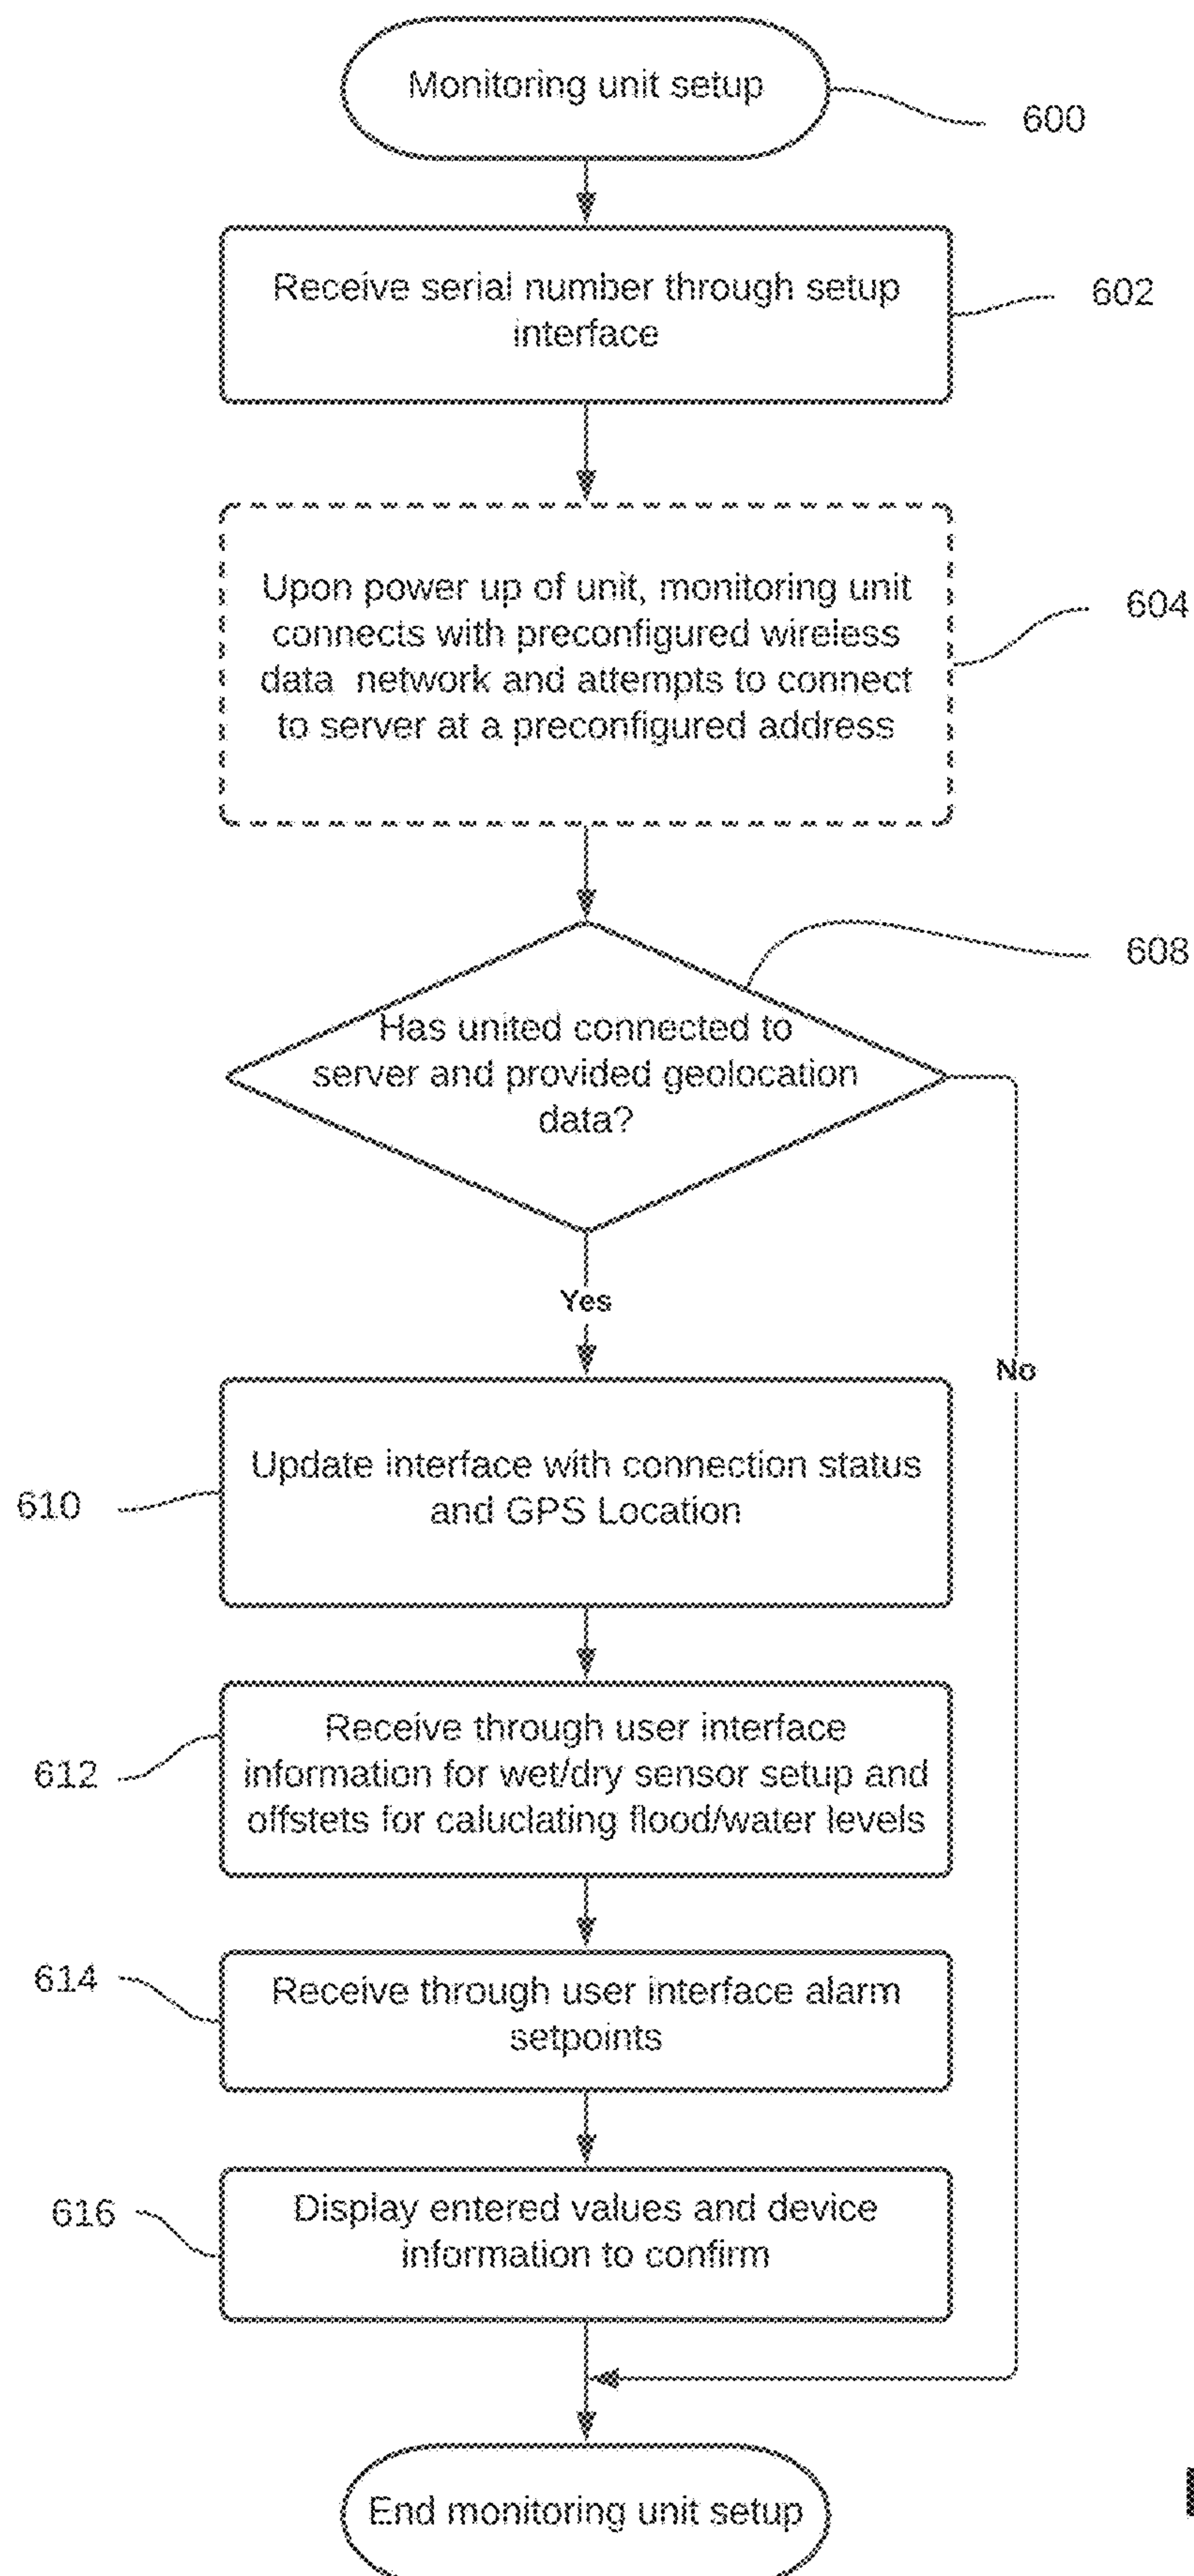 Monitoring unit setup
600
Receive serial number through setup
interface
602
Upon power up of unit, monitoring unit
connects with preconfigured wireless
data network and attempts to connect
to server at a preconfigured address
604
608
Has united connected to
server and provided geolocation
data?
Yes
No
Update interface with connection status
and GPS Location
610
Receive through user interface
information for wet/dry sensor setup and
offstets for caluclating flood/water levels
612
614
Receive through user interface alarm
setpoints
616
Display entered values and device
information to confirm
End monitoring unit setup